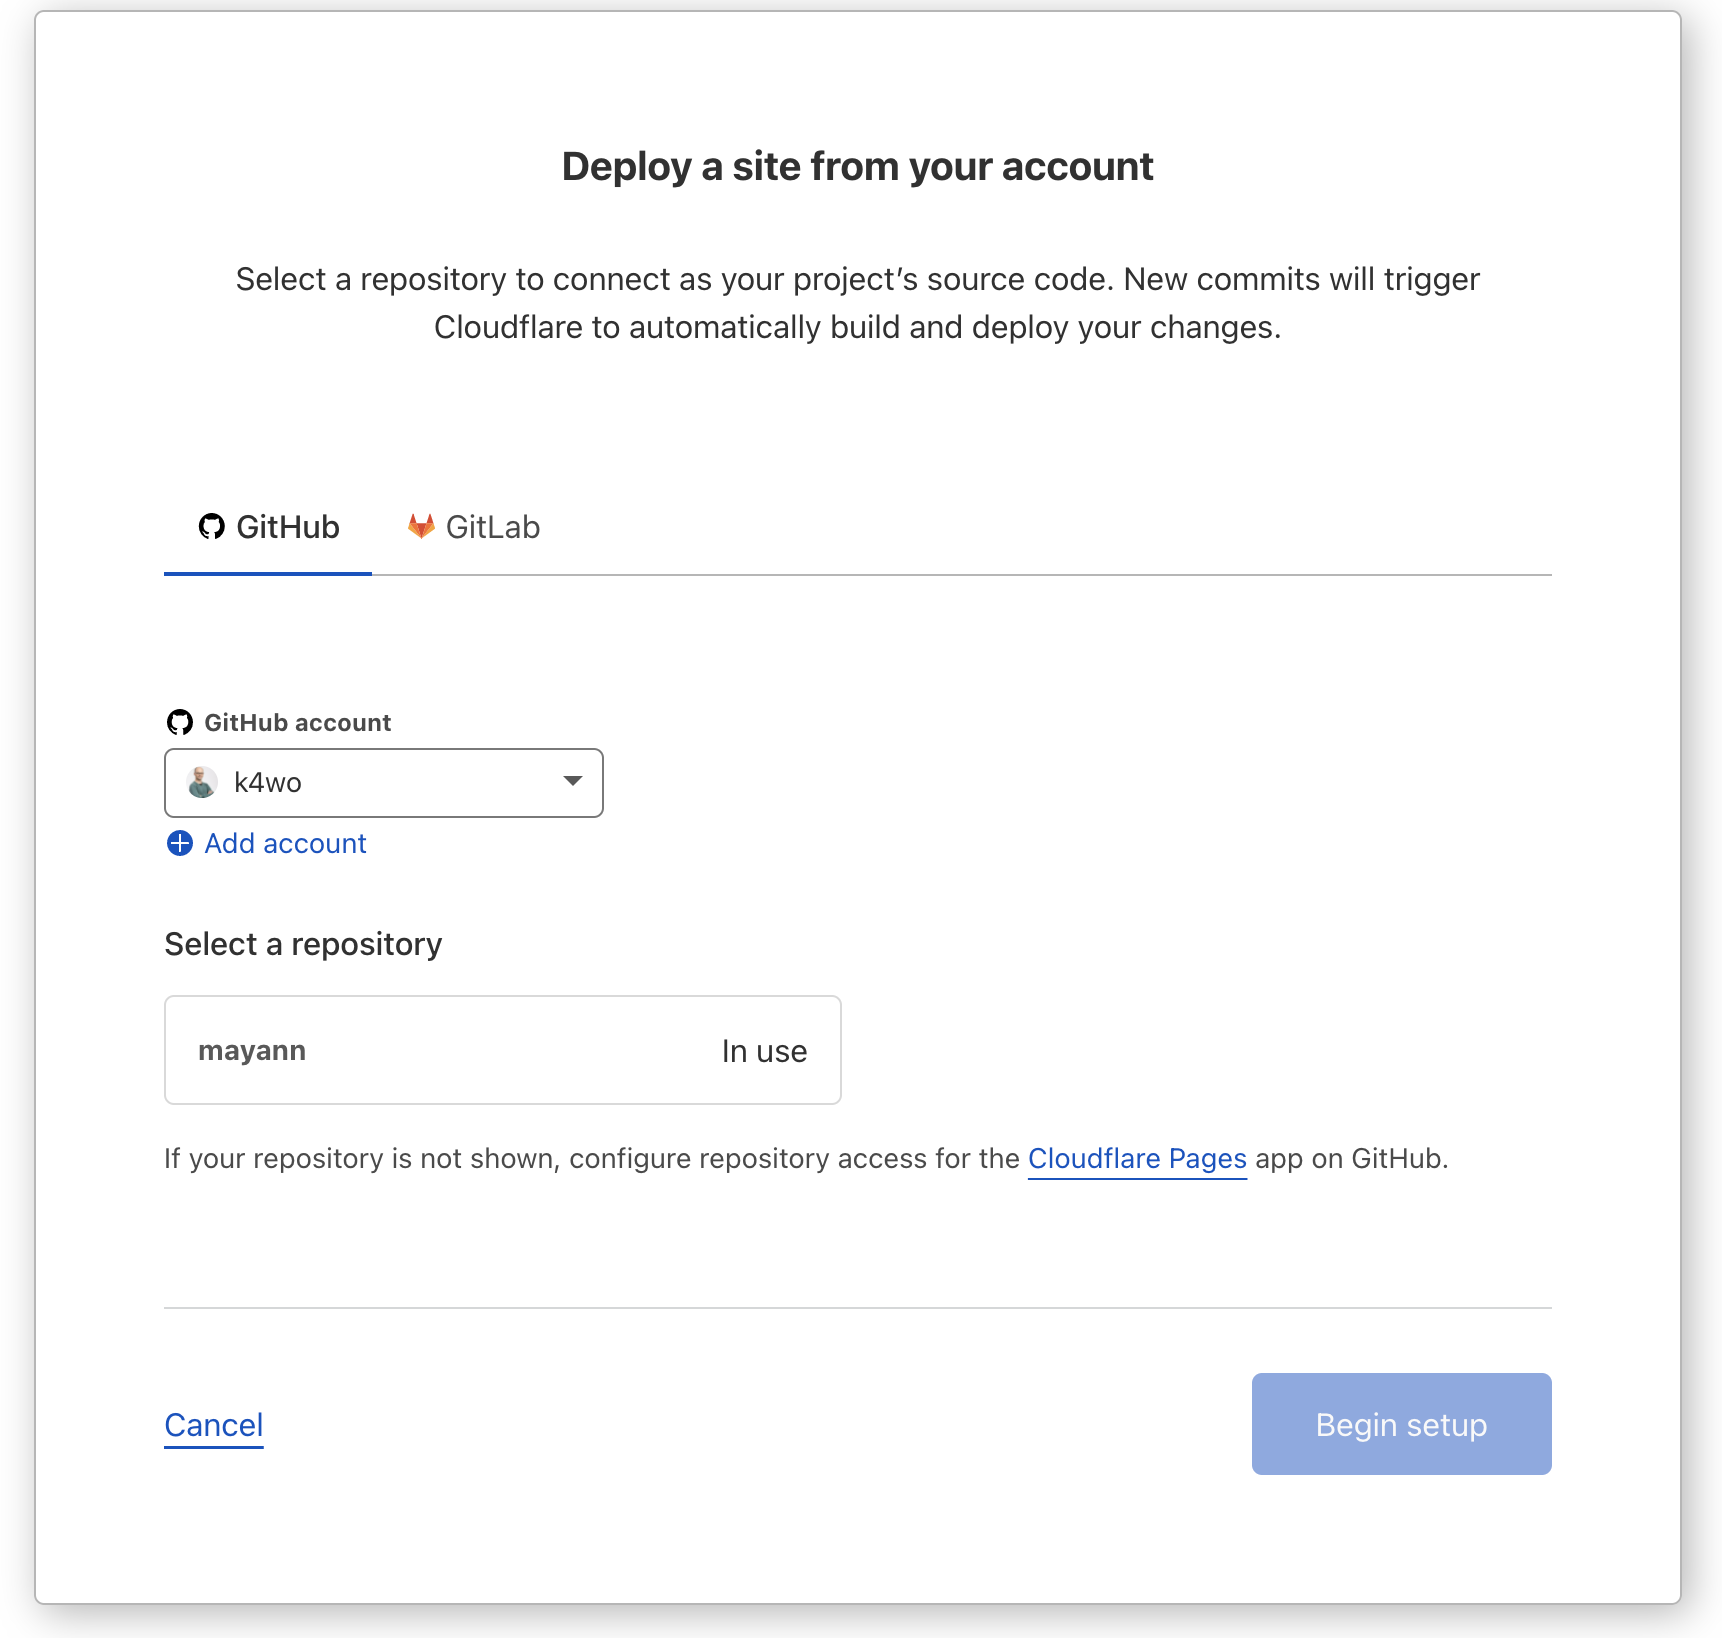 Deploy a site from your account
Select a repository to connect as your project's source code. New commits will trigger
Cloudflare to automatically build and deploy your changes.
GitHub
GitLab
GitHub account
k4wo
Add account
Select a repository
mayann
In use
If your repository is not shown, configure repository access for the Cloudflare Pages app on GitHub.
Cancel
Begin setup